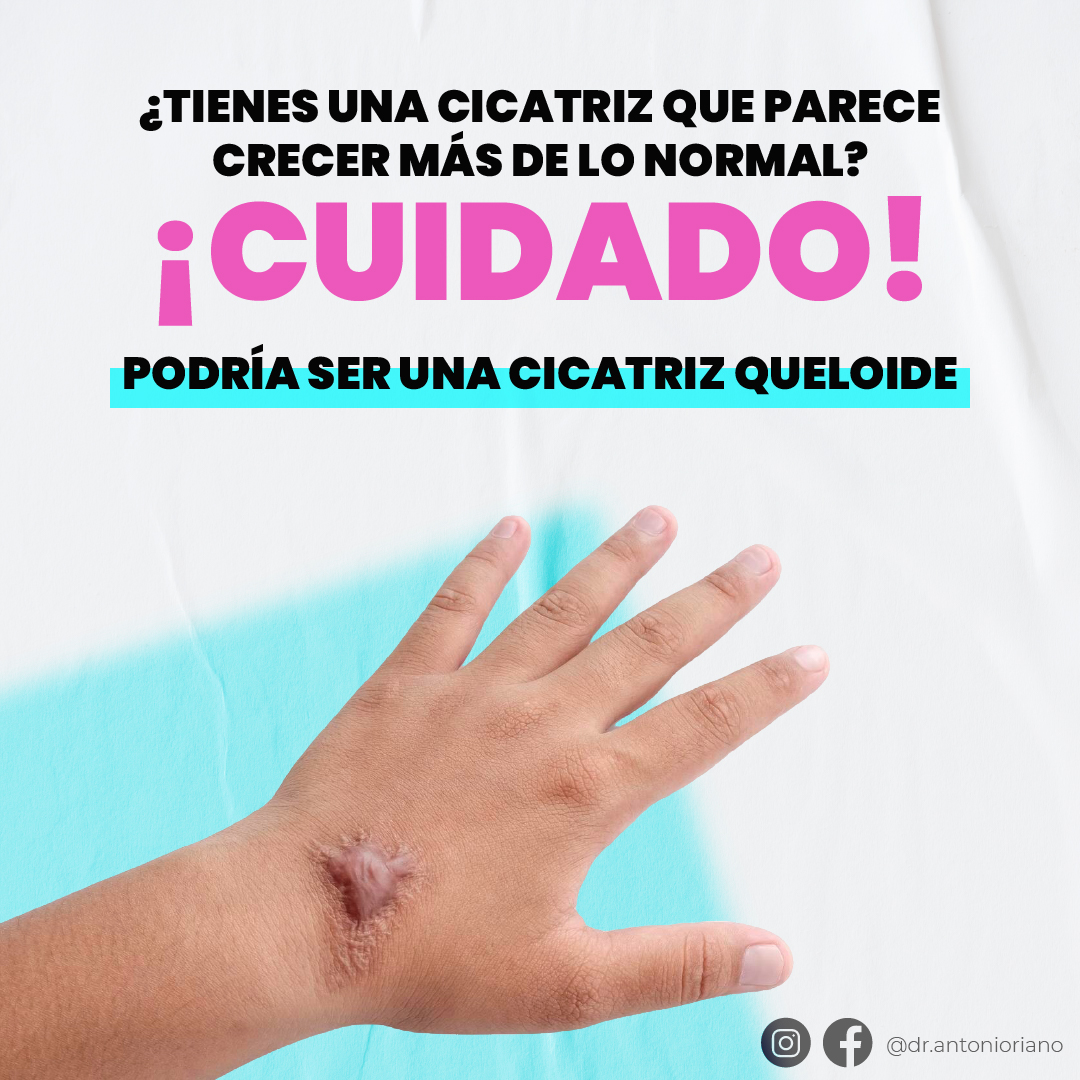 ¿TIENES UNA CICATRIZ QUE PARECE
CRECER MÁS DE LO NORMAL?
¡CUIDADO!
PODRÍA SER UNA CICATRIZ QUELOIDE
@dr.antonioriano